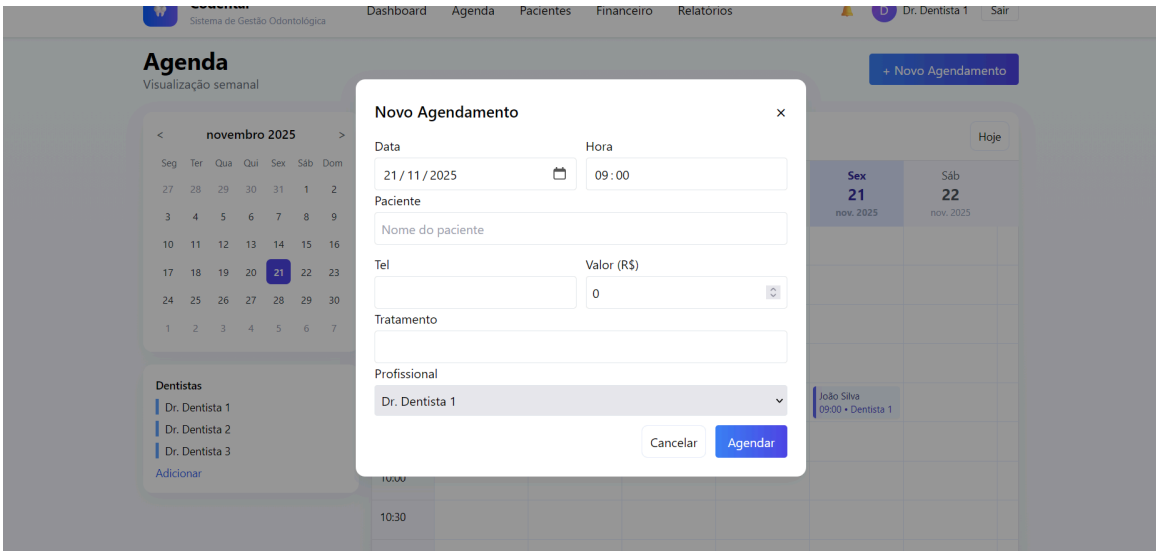 Sistema de Gestão Odontológica
Dashboard Agenda Pacientes Financeiro Relatórios
D Dr. Dentista 1 Sair
Agenda
Visualização semanal
+ Novo Agendamento
< novembro 2025 >
Seg Ter Qua Qui Sex Sáb Dom
27 28 29 30 31 1 2
3 4 5 6 7 8 9
10 11 12 13 14 15 16
17 18 19 20 21 22 23
24 25 26 27 28 29 30
1 2 3 4 5 6 7
Dentistas
Dr. Dentista 1
Dr. Dentista 2
Dr. Dentista 3
Adicionar
Novo Agendamento ×
Data Hora
21/11/2025 09:00
Paciente
Nome do paciente
Tel Valor (R$)
0
Tratamento
Profissional
Dr. Dentista 1
Cancelar Agendar
Hoje
Sex Sáb
21 22
nov. 2025 nov. 2025
João Silva
09:00 • Dentista 1
10:00
10:30